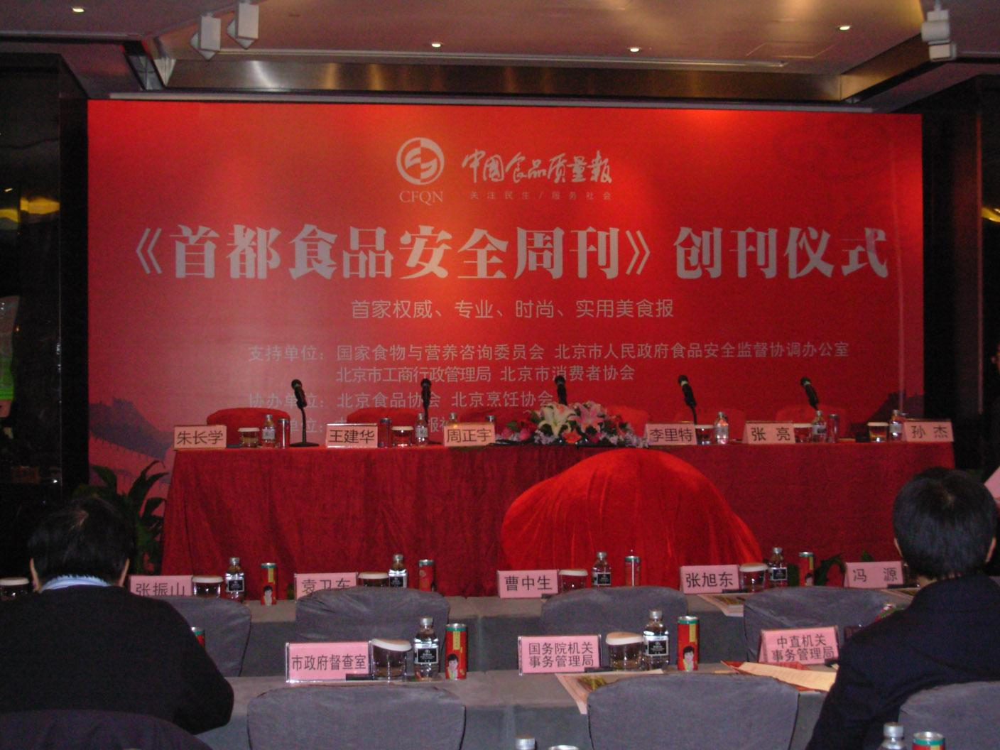 中国食品质量报
CFQN
关注民生/服务社会
《首都食品安全周刊》创刊仪式
首家权威、专业、时尚、实用美食报
支持单位：国家食物与营养咨询委员会 北京市人民政府食品安全监督协调办公室
北京市工商行政管理局 北京市消费者协会
协办单位：北京食品协会 北京烹饪协会
单位：
报社
朱长学
王建华
周正宇
李里特
张亮
孙杰
张振山
袁卫东
曹中生
张旭东
冯源
市政府督查室
国务院机关
事务管理局
中直机关
事务管理局